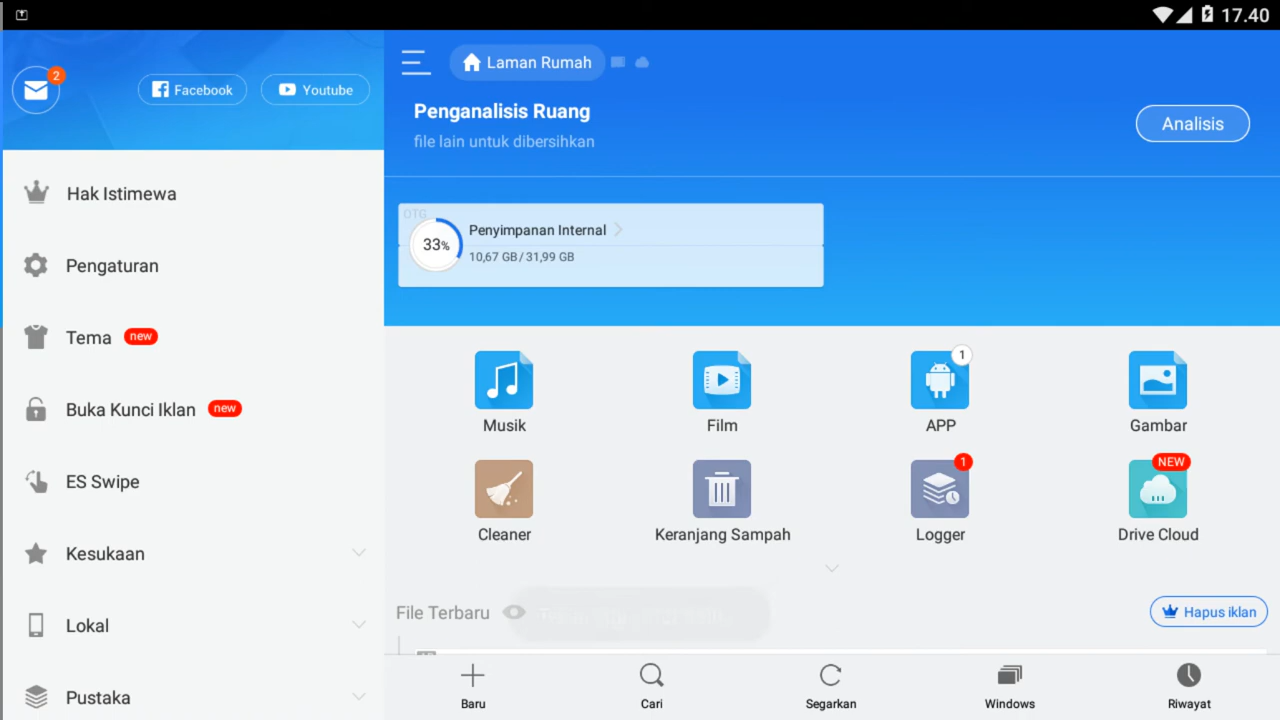 17.40
2
Facebook
Youtube
Hak Istimewa
Pengaturan
Tema new
Buka Kunci Iklan new
ES Swipe
Kesukaan
Lokal
Pustaka
Laman Rumah
Penganalisis Ruang
file lain untuk dibersihkan
Analisis
OTG
33%
Penyimpanan Internal
10,67 GB / 31,99 GB
1
Musik
Film
APP
Gambar
1
NEW
Cleaner
Keranjang Sampah
Logger
Drive Cloud
File Terbaru
Hapus iklan
Baru
Cari
Segarkan
Windows
Riwayat